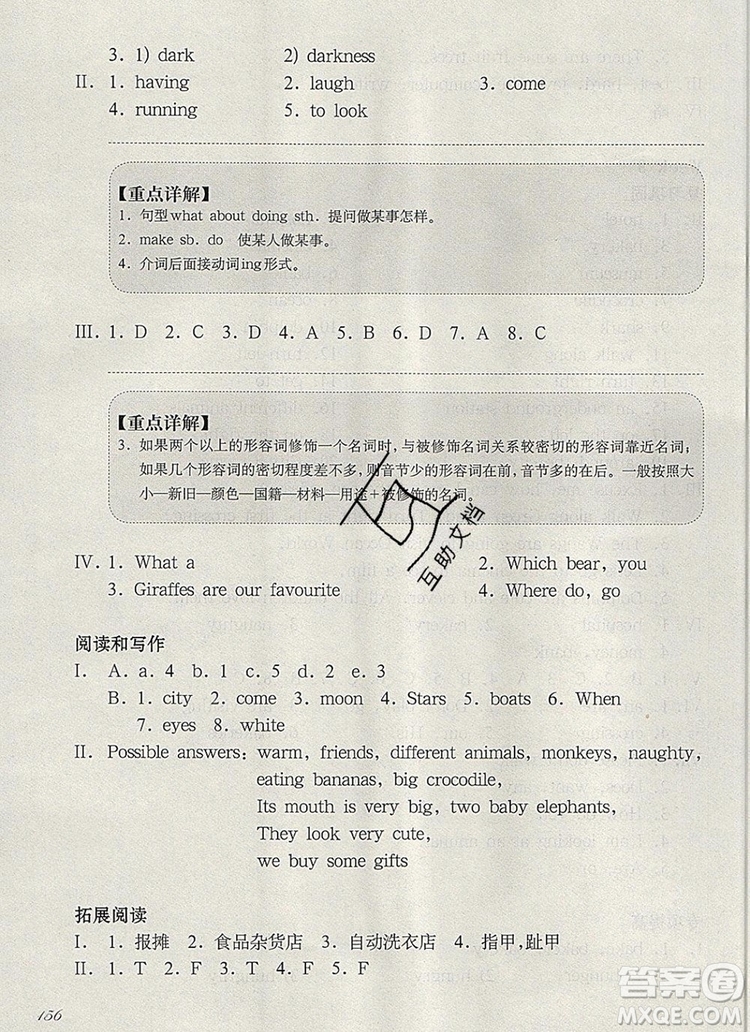 3. 1) dark 2) darkness
II. 1. having 2. laugh 3. come
4. running 5. to look
【重点详解】
1. 句型what about doing sth. 提问做某事怎样。
2. make sb. do 使某人做某事。
4. 介词后面接动词ing形式。
III. 1. D 2. C 3. D 4. A 5. B 6. D 7. A 8. C
【重点详解】
3. 如果两个以上的形容词修饰一个名词时,与被修饰名词关系较密切的形容词靠近名词;
如果几个形容词的密切程度差不多,则音节少的形容词在前,音节多的在后。一般按照大
小—新旧—颜色—国籍—材料—用途+被修饰的名词。
IV. 1. What a 2. Which bear, you
3. Giraffes are our favourite 4. Where do, go
阅读和写作
I. A. a. 4 b. 1 c. 5 d. 2 e. 3
B. 1. city 2. come 3. moon 4. Stars 5. boats 6. When
7. eyes 8. white
II. Possible answers: warm, friends, different animals, monkeys, naughty,
eating bananas, big crocodile,
Its mouth is very big, two baby elephants,
They look very cute,
we buy some gifts
拓展阅读
I. 1. 报摊 2. 食品杂货店 3. 自动洗衣店 4. 指甲,趾甲
II. 1. T 2. F 3. T 4. F 5. F
156
互助文档
答案圈
MXQE.COM